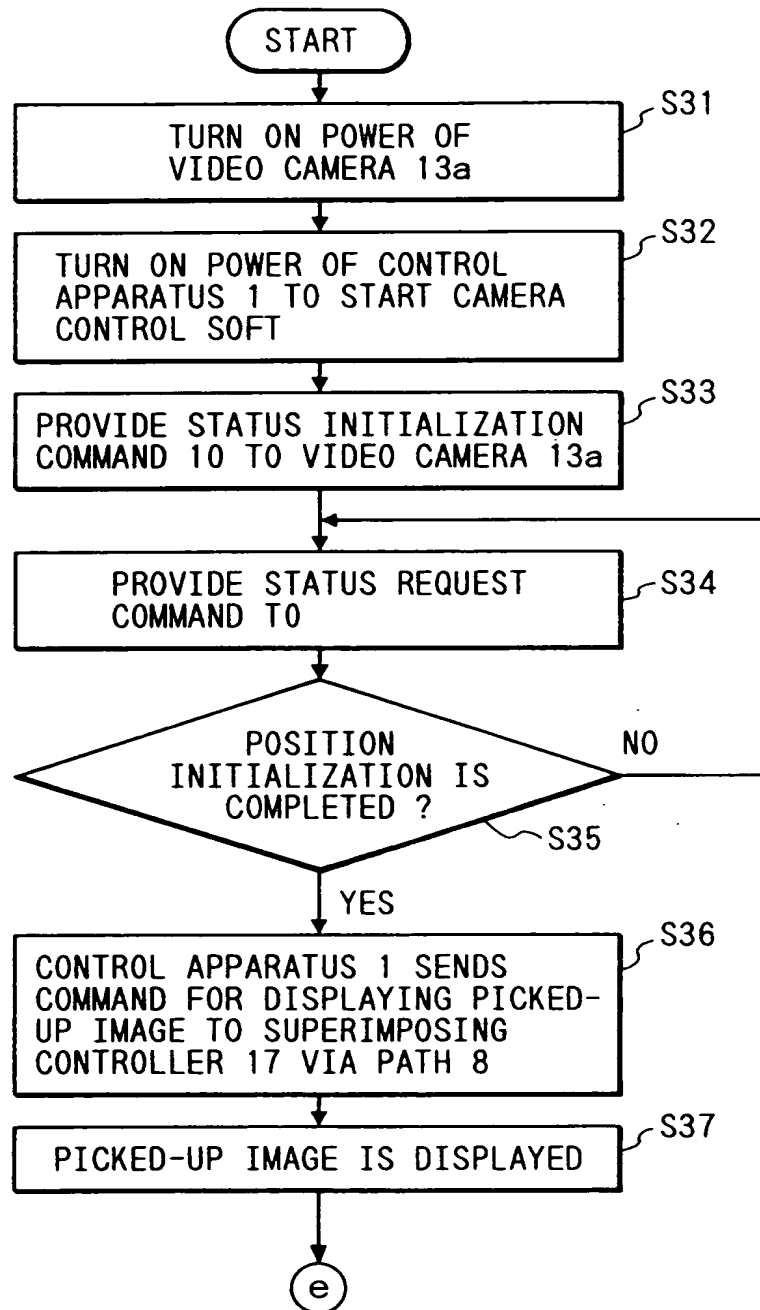 START
S31
TURN ON POWER OF
VIDEO CAMERA 13a
S32
TURN ON POWER OF CONTROL
APPARATUS 1 TO START CAMERA
CONTROL SOFT
S33
PROVIDE STATUS INITIALIZATION
COMMAND 10 TO VIDEO CAMERA 13a
S34
PROVIDE STATUS REQUEST
COMMAND TO
POSITION
INITIALIZATION IS
COMPLETED ?
NO
S35
YES
S36
CONTROL APPARATUS 1 SENDS
COMMAND FOR DISPLAYING PICKED-
UP IMAGE TO SUPERIMPOSING
CONTROLLER 17 VIA PATH 8
S37
PICKED-UP IMAGE IS DISPLAYED
e